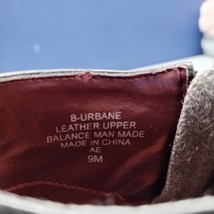 B-URBANE
LEATHER UPPER
BALANCE MAN MADE
MADE IN CHINA
AE
9M